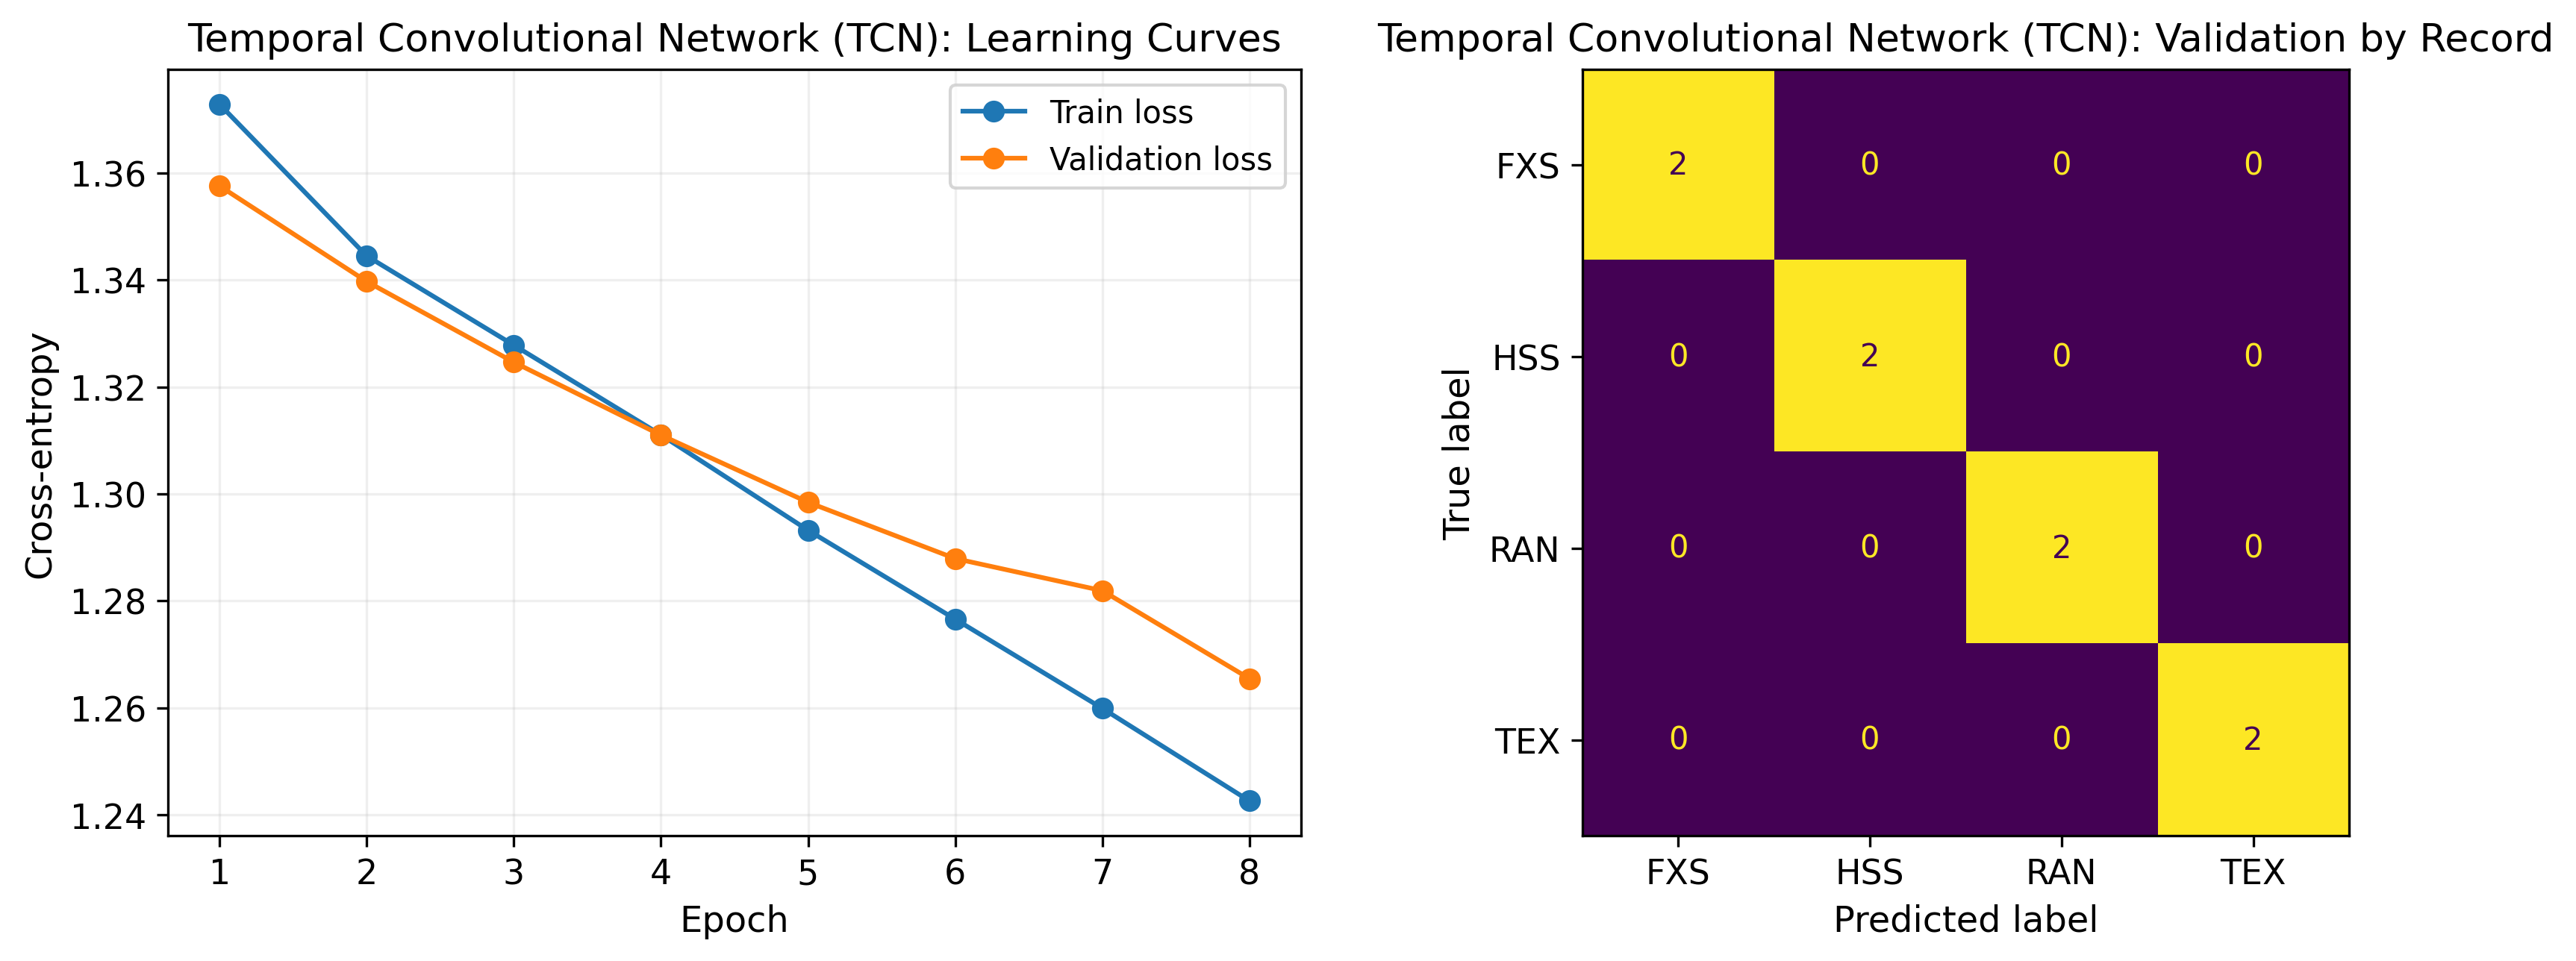 Temporal Convolutional Network (TCN): Learning Curves
Train loss
Validation loss
1.36
1.34
1.32
1.30
1.28
1.26
1.24
Cross-entropy
1 2 3 4 5 6 7 8
Epoch
Temporal Convolutional Network (TCN): Validation by Record
True label
FXS 2 0 0 0
HSS 0 2 0 0
RAN 0 0 2 0
TEX 0 0 0 2
FXS HSS RAN TEX
Predicted label